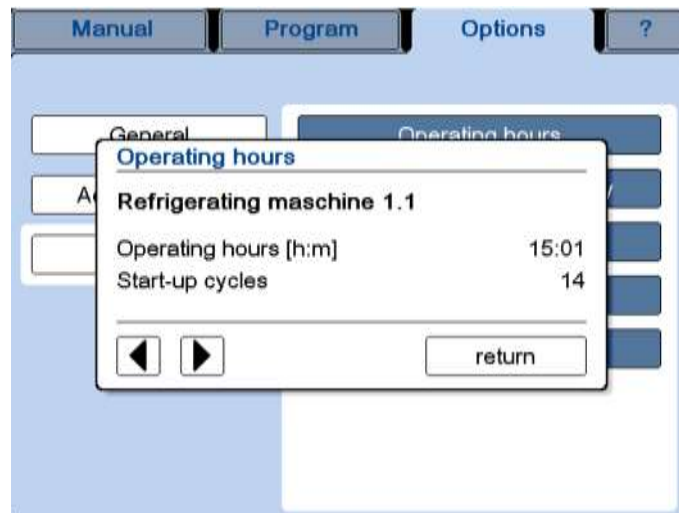 Manual Program Options ?
General Operating hours
Operating hours
Refrigerating maschine 1.1
Operating hours [h:m] 15:01
Start-up cycles 14
return